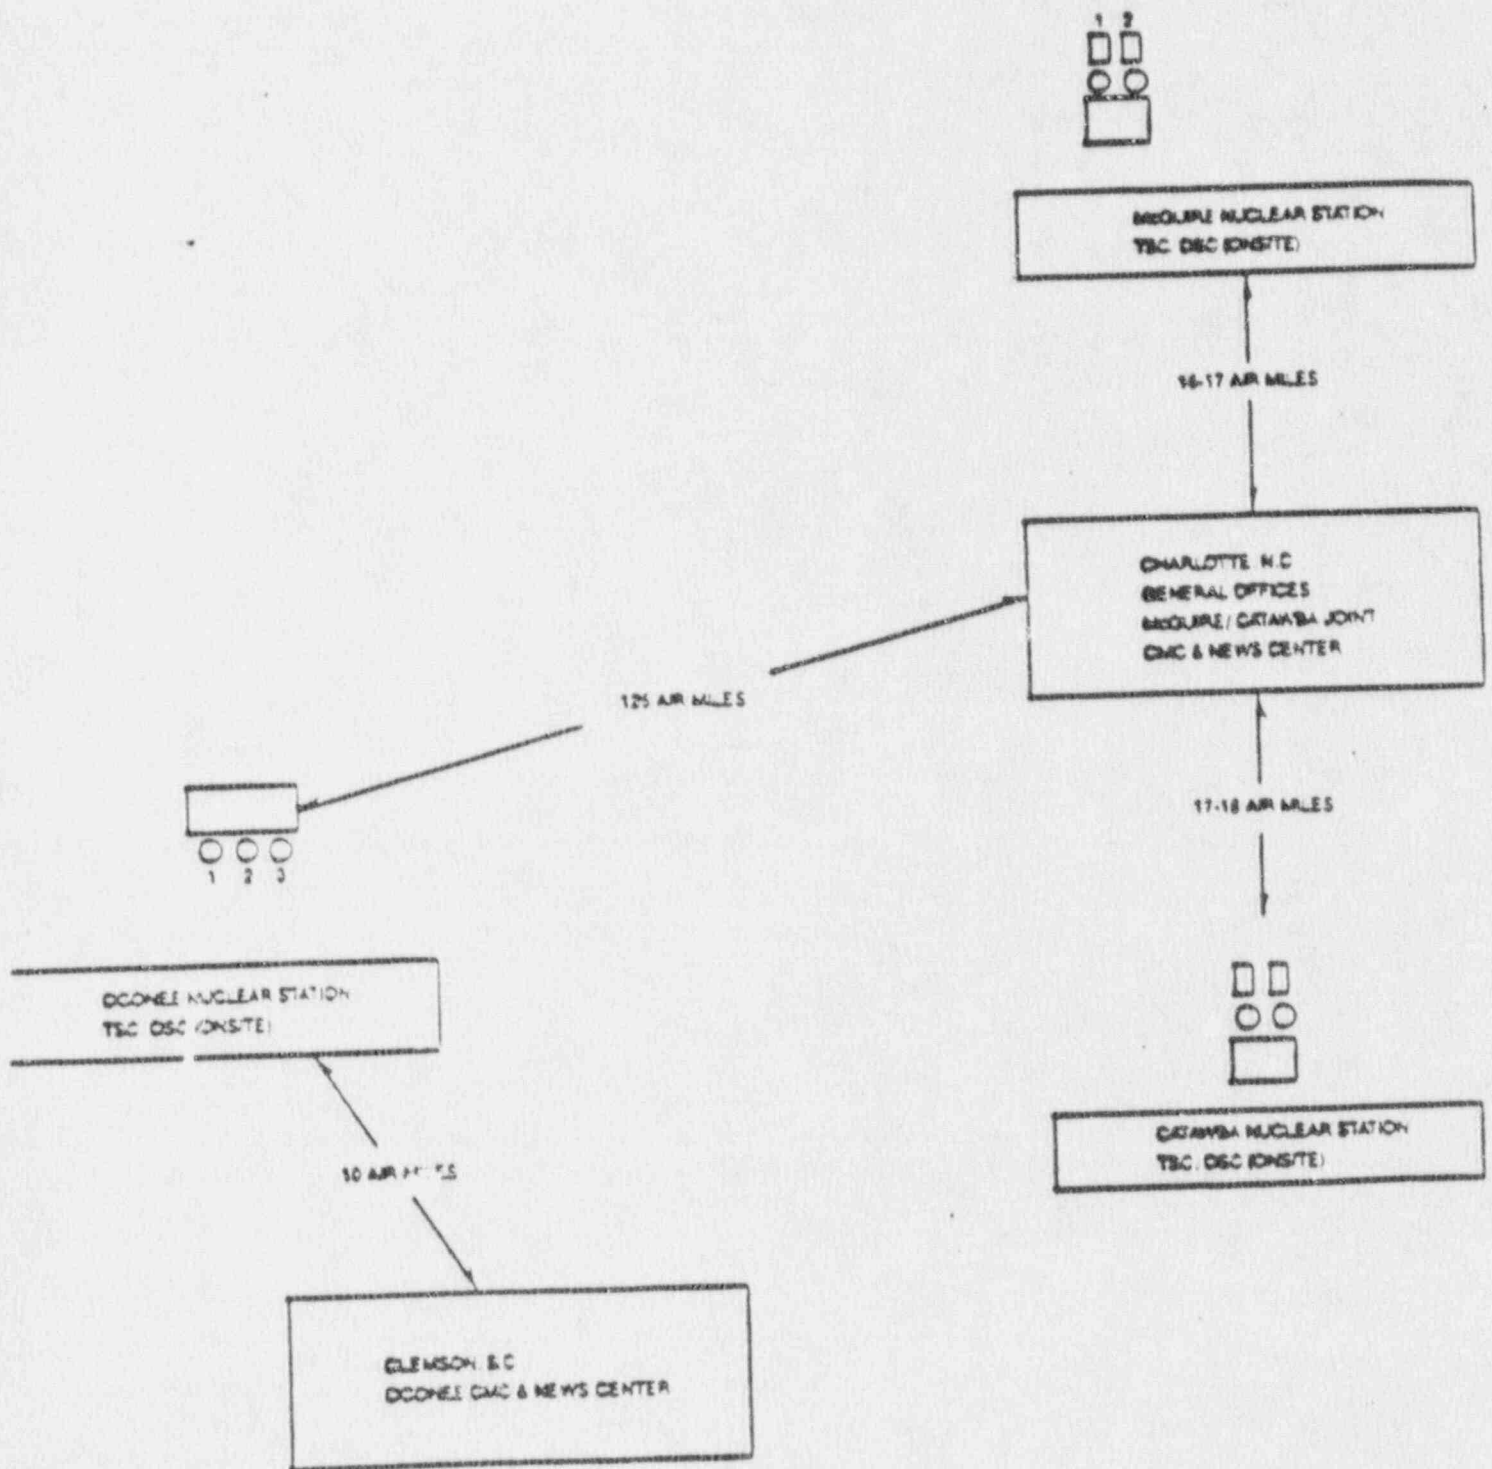 1 2
McGUIRE NUCLEAR STATION
TSC, OSC (ONSITE)
16-17 AIR MILES
CHARLOTTE, N.C
GENERAL OFFICES
McGUIRE / CATAWBA JOINT
CMC & NEWS CENTER
125 AIR MILES
17-18 AIR MILES
1 2 3
OCONEE NUCLEAR STATION
TSC, OSC (ONSITE)
CATAWBA NUCLEAR STATION
TSC, OSC (ONSITE)
10 AIR
CLEMSON, S.C
OCONEE CMC & NEWS CENTER